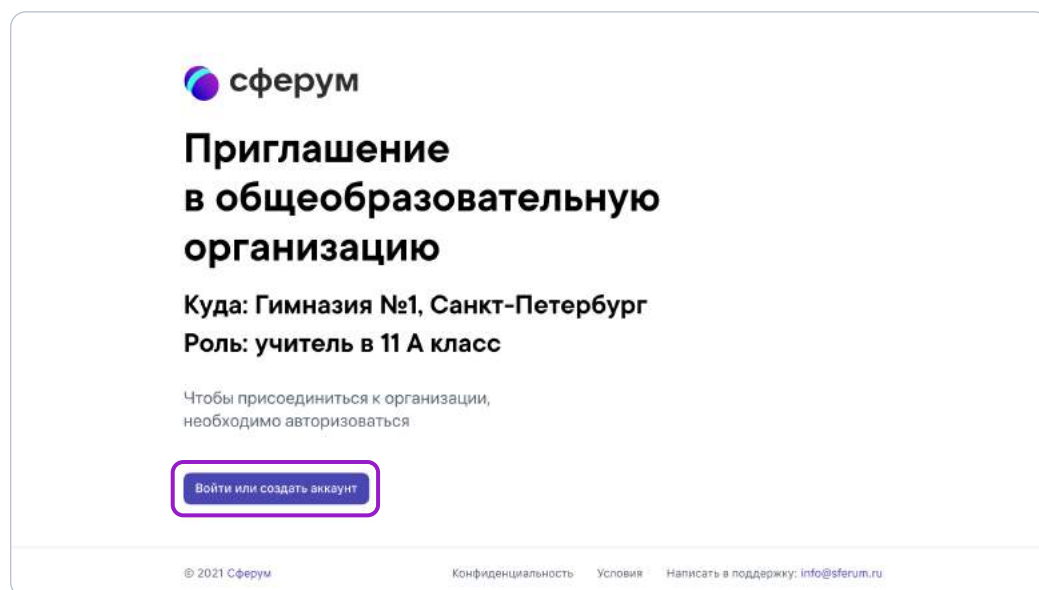 сферум
Приглашение
в общеобразовательную
организацию
Куда: Гимназия №1, Санкт-Петербург
Роль: учитель в 11 А класс
Чтобы присоединиться к организации,
необходимо авторизоваться
Войти или создать аккаунт
© 2021 Сферум Конфиденциальность Условия Написать в поддержку: info@sferum.ru